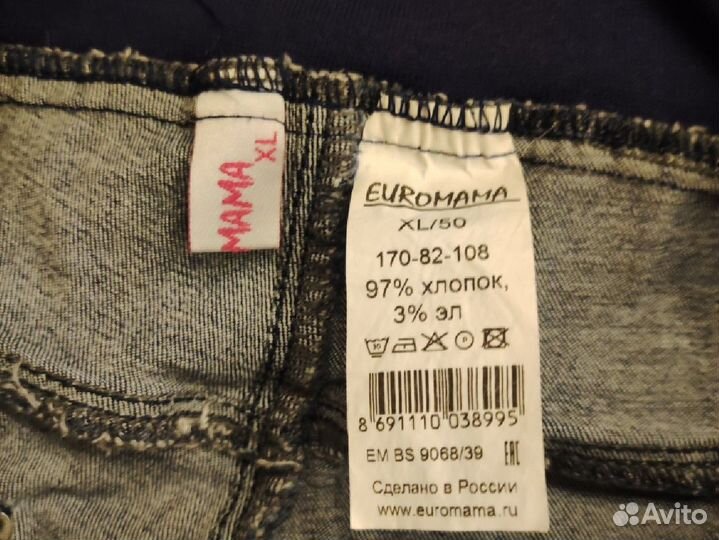 MAMA XL
EUROMAMA
XL/50
170-82-108
97% хлопок,
3% эл
8 691110 038995
EM BS 9068/39 EAC
Сделано в России
www.euromama.ru
Avito